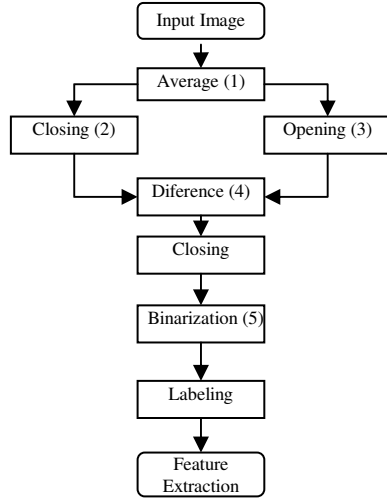 Input Image
Average (1)
Closing (2)
Opening (3)
Diference (4)
Closing
Binarization (5)
Labeling
Feature
Extraction